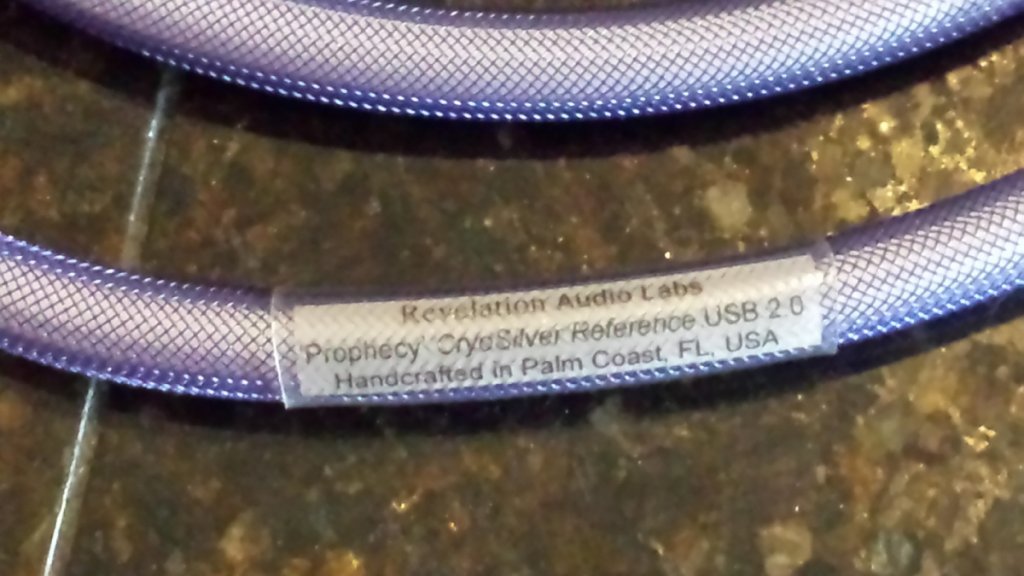 Revelation Audio Labs
Prophecy CryoSilver Reference USB 2.0
Handcrafted in Palm Coast, FL, USA